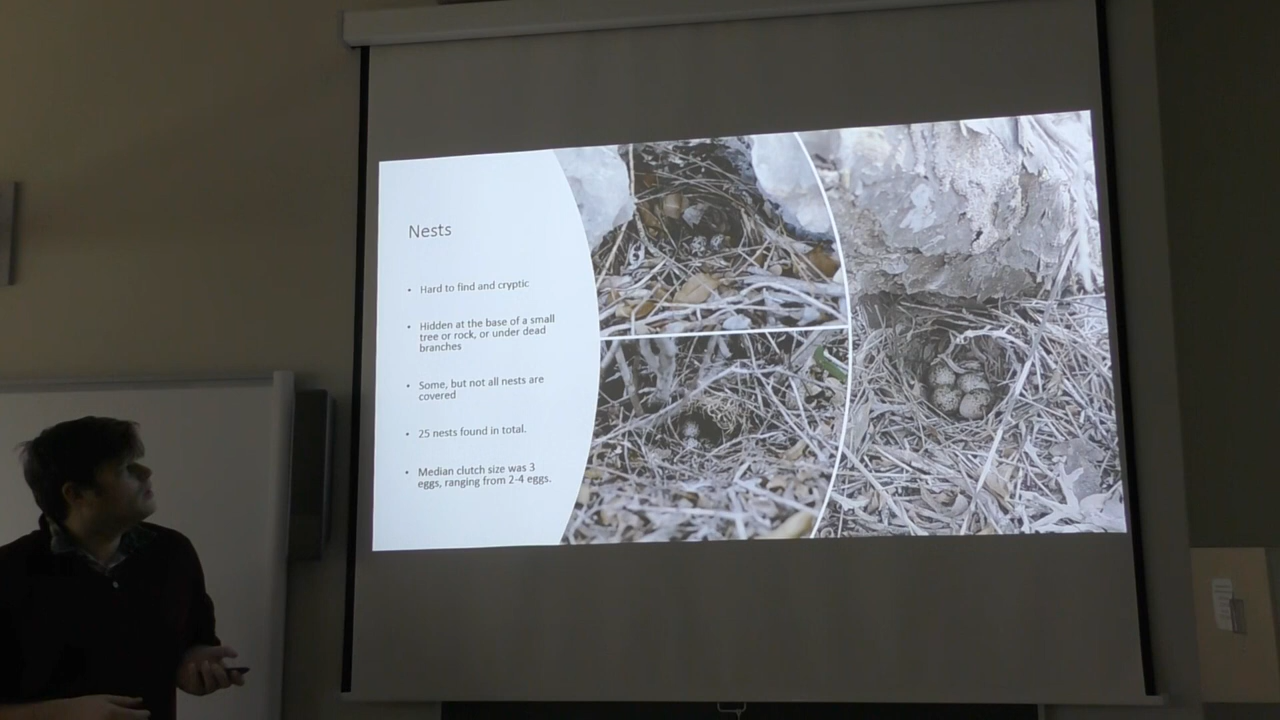 Nests
• Hard to find and cryptic
• Hidden at the base of a small
tree or rock, or under dead
branches
• Some, but not all nests are
covered
• 25 nests found in total.
• Median clutch size was 3
eggs, ranging from 2-4 eggs.